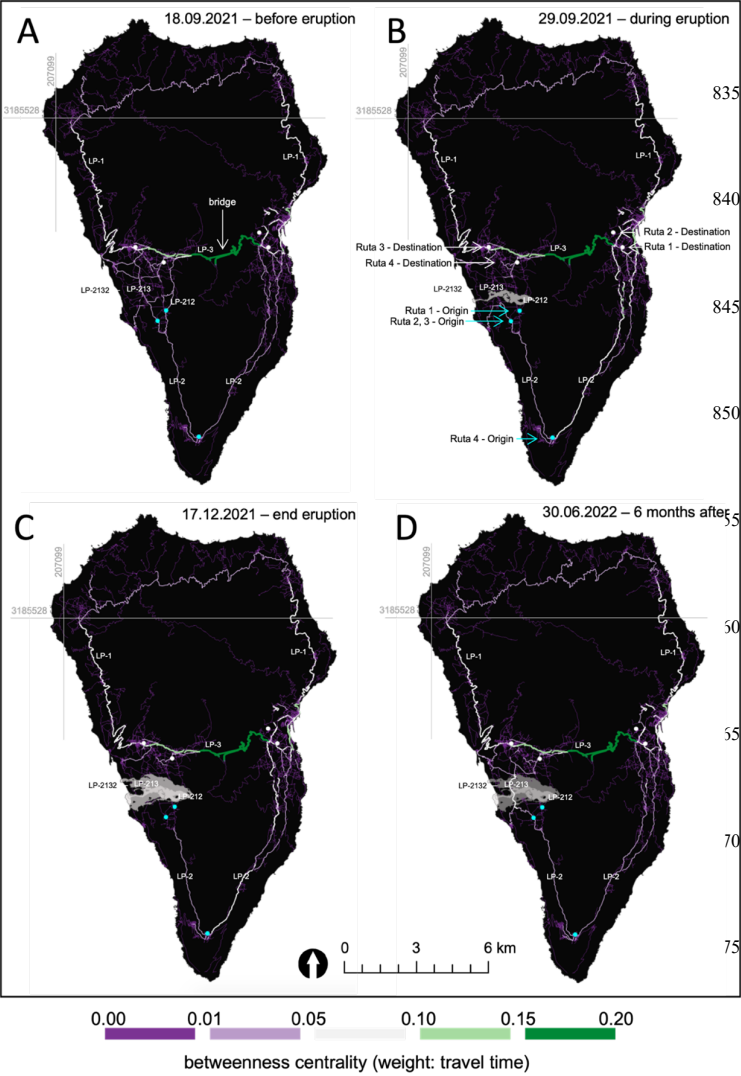 A
18.09.2021 – before eruption
207099
3185528
LP-1
LP-1
bridge
LP-3
LP-2132
LP-213
LP-212
LP-2
LP-2
B
29.09.2021 – during eruption
207099
3185528
LP-1
LP-1
Ruta 2 - Destination
Ruta 3 - Destination
LP-3
Ruta 1 - Destination
Ruta 4 - Destination
LP-2132
LP-213
LP-212
Ruta 1 - Origin
Ruta 2, 3 - Origin
LP-2
LP-2
Ruta 4 - Origin
835
840
845
850
C
17.12.2021 – end eruption
207099
3185528
LP-1
LP-1
LP-3
LP-2132
LP-213
LP-212
LP-2
LP-2
D
30.06.2022 – 6 months after
207099
3185528
LP-1
LP-1
LP-3
LP-2132
LP-213
LP-212
LP-2
LP-2
55
60
65
70
75
0 3 6 km
0.00 0.01 0.05 0.10 0.15 0.20
betweenness centrality (weight: travel time)